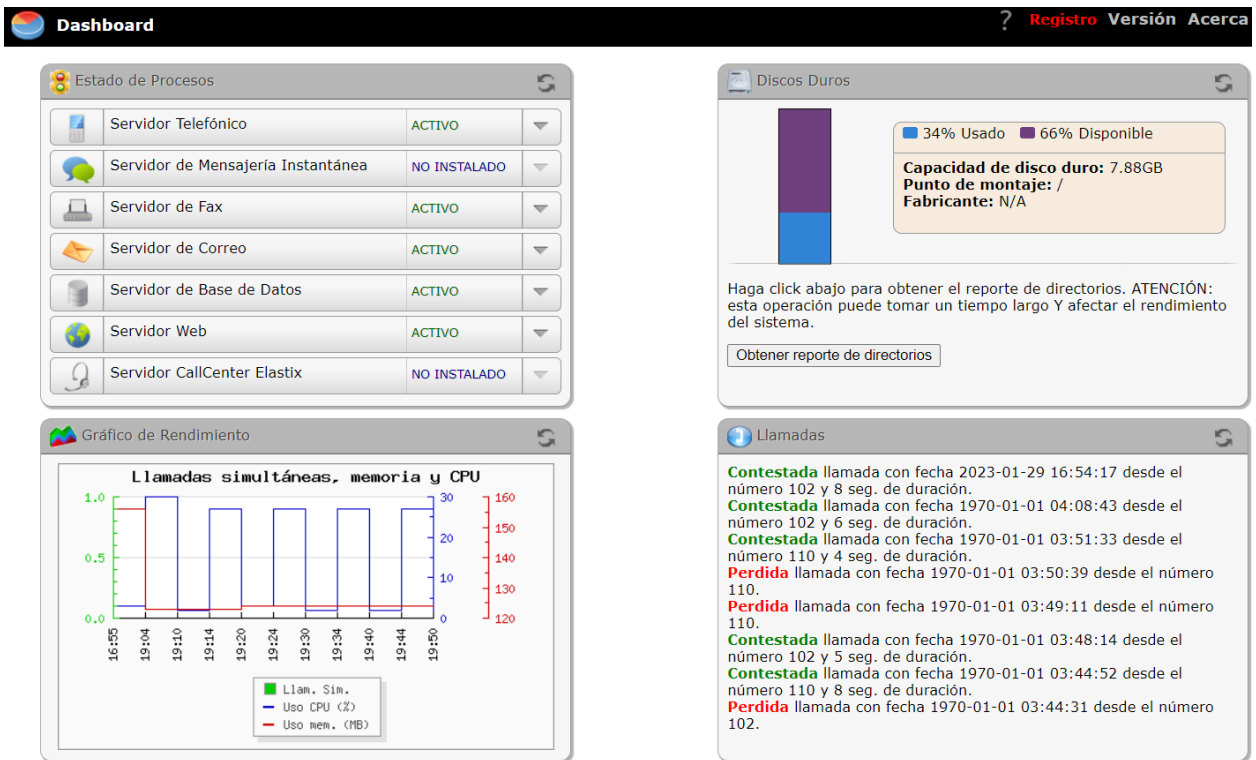 Dashboard
? Registro Versión Acerca
Estado de Procesos
Servidor Telefónico ACTIVO
Servidor de Mensajería Instantánea NO INSTALADO
Servidor de Fax ACTIVO
Servidor de Correo ACTIVO
Servidor de Base de Datos ACTIVO
Servidor Web ACTIVO
Servidor CallCenter Elastix NO INSTALADO
Discos Duros
34% Usado 66% Disponible
Capacidad de disco duro: 7.88GB
Punto de montaje: /
Fabricante: N/A
Haga click abajo para obtener el reporte de directorios. ATENCIÓN:
esta operación puede tomar un tiempo largo Y afectar el rendimiento
del sistema.
Obtener reporte de directorios
Gráfico de Rendimiento
Llamadas simultáneas, memoria y CPU
1.0
0.5
0.0
30
20
10
0
160
150
140
130
120
16:55
19:04
19:10
19:14
19:20
19:24
19:30
19:34
19:40
19:44
19:50
Llam. Sim.
Uso CPU (%)
Uso mem. (MB)
Llamadas
Contestada llamada con fecha 2023-01-29 16:54:17 desde el
número 102 y 8 seg. de duración.
Contestada llamada con fecha 1970-01-01 04:08:43 desde el
número 102 y 6 seg. de duración.
Contestada llamada con fecha 1970-01-01 03:51:33 desde el
número 110 y 4 seg. de duración.
Perdida llamada con fecha 1970-01-01 03:50:39 desde el número
110.
Perdida llamada con fecha 1970-01-01 03:49:11 desde el número
110.
Contestada llamada con fecha 1970-01-01 03:48:14 desde el
número 102 y 5 seg. de duración.
Contestada llamada con fecha 1970-01-01 03:44:52 desde el
número 110 y 8 seg. de duración.
Perdida llamada con fecha 1970-01-01 03:44:31 desde el número
102.